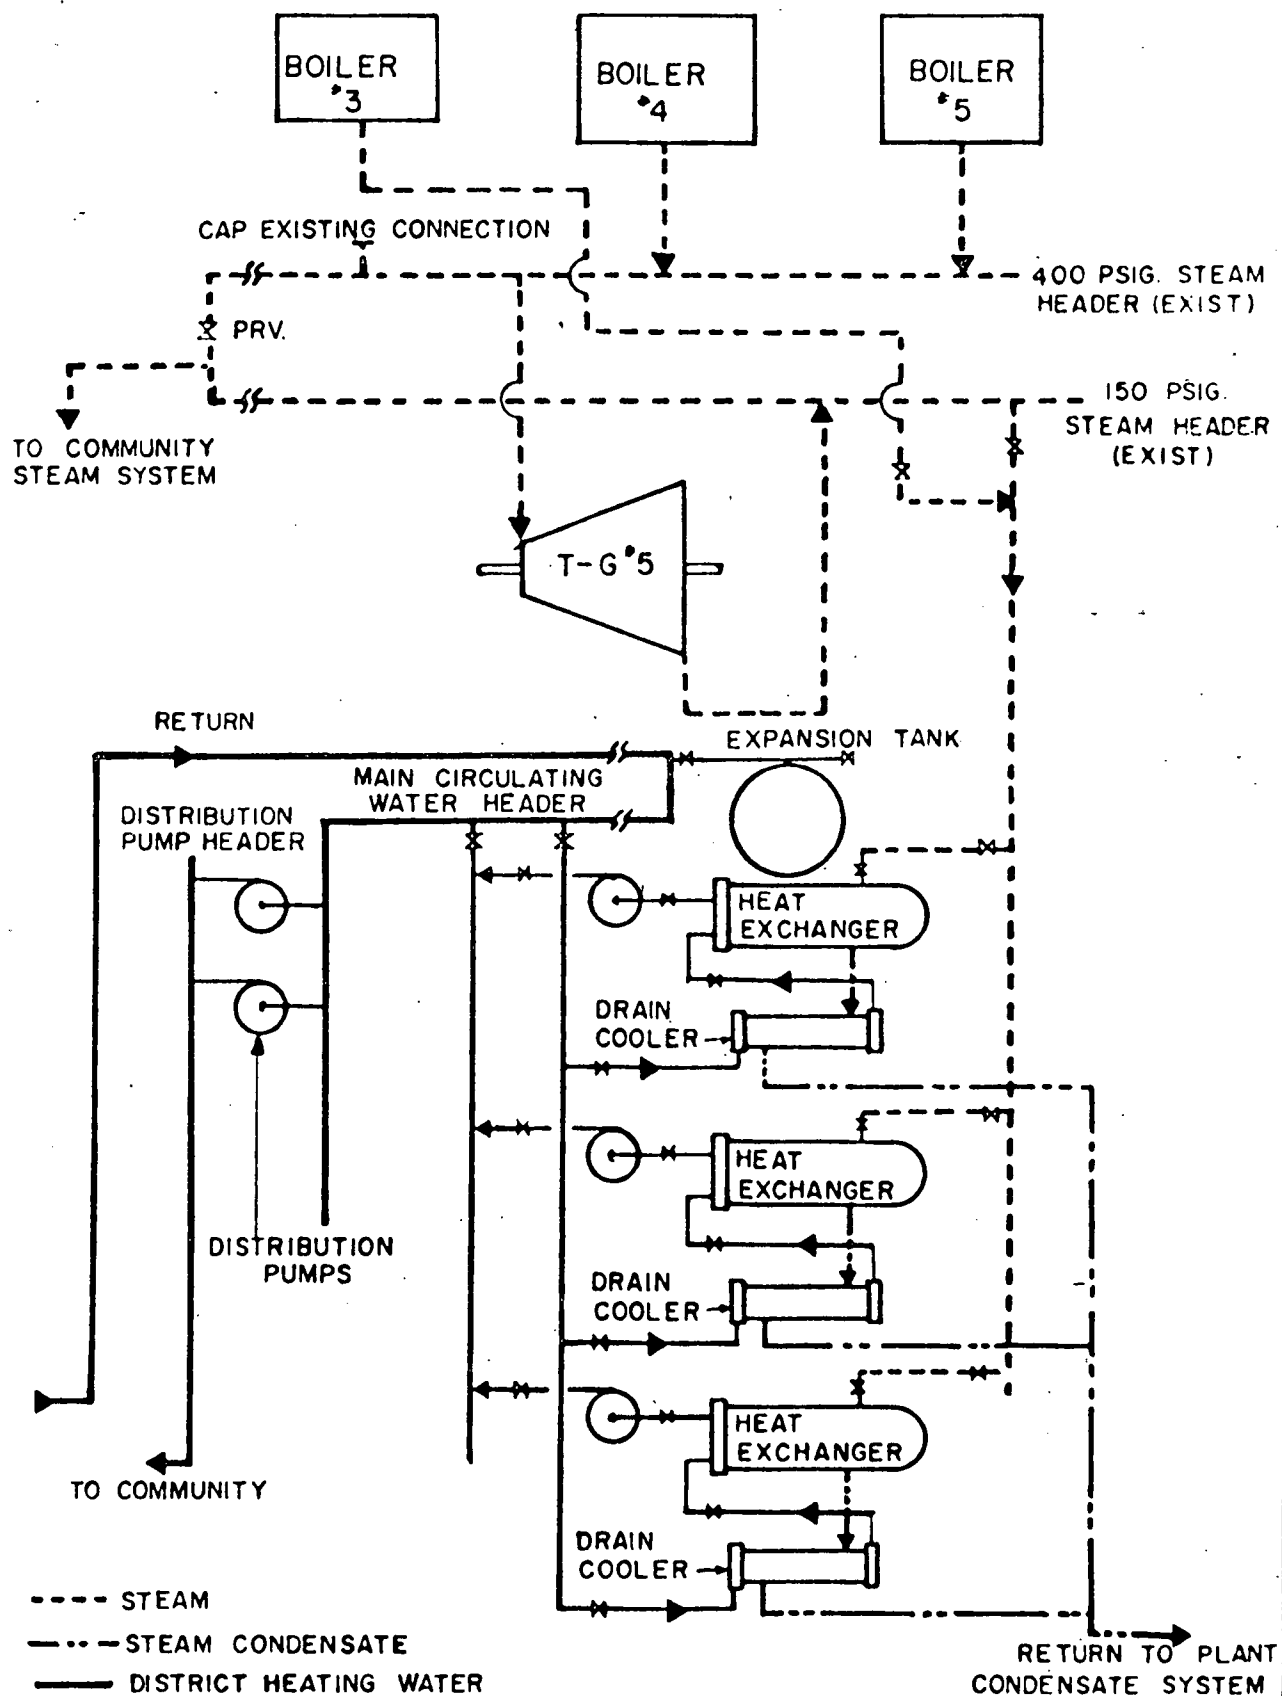 BOILER
#3
BOILER
#4
BOILER
#5
CAP EXISTING CONNECTION
400 PSIG. STEAM
HEADER (EXIST)
PRV.
150 PSIG.
STEAM HEADER
(EXIST)
TO COMMUNITY
STEAM SYSTEM
T-G #5
RETURN
EXPANSION TANK
MAIN CIRCULATING
WATER HEADER
DISTRIBUTION
PUMP HEADER
HEAT
EXCHANGER
DRAIN
COOLER
HEAT
EXCHANGER
DISTRIBUTION
PUMPS
DRAIN
COOLER
HEAT
EXCHANGER
TO COMMUNITY
DRAIN
COOLER
STEAM
STEAM CONDENSATE
DISTRICT HEATING WATER
RETURN TO PLANT
CONDENSATE SYSTEM